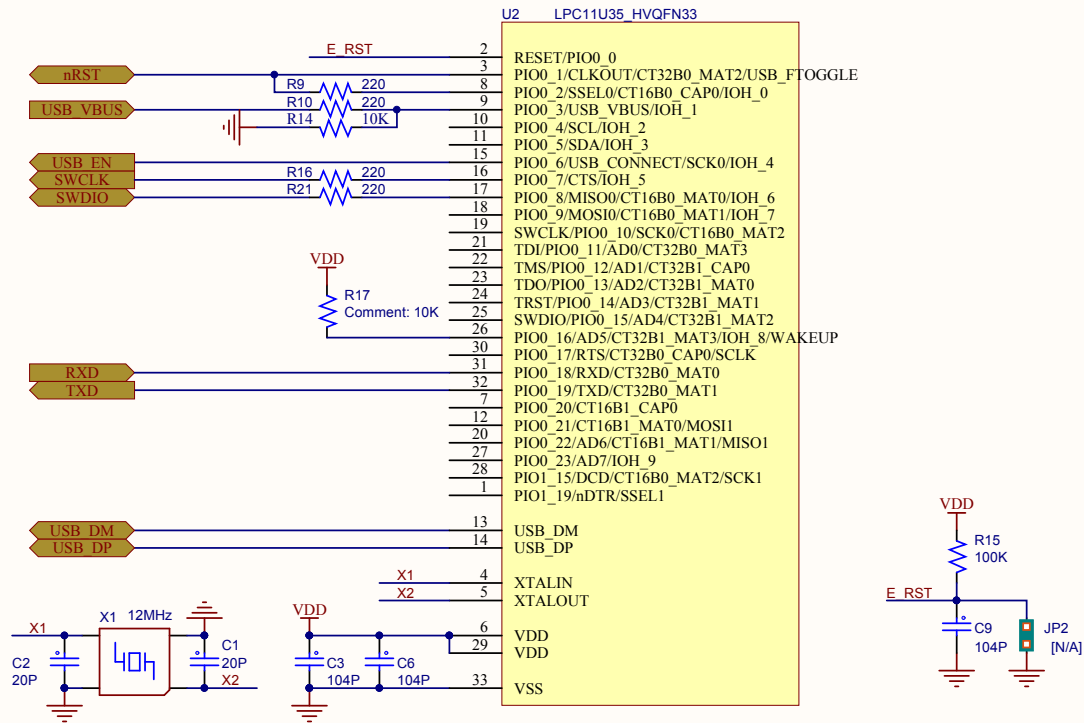 U2 LPC11U35_HVQFN33
E_RST 2 RESET/PIO0_0
nRST 3 PIO0_1/CLKOUT/CT32B0_MAT2/USB_FTOGGLE
R9 220 8 PIO0_2/SSEL0/CT16B0_CAP0/IOH_0
USB_VBUS R10 220 9 PIO0_3/USB_VBUS/IOH_1
R14 10K 10 PIO0_4/SCL/IOH_2
11 PIO0_5/SDA/IOH_3
USB_EN 15 PIO0_6/USB_CONNECT/SCK0/IOH_4
SWCLK R16 220 16 PIO0_7/CTS/IOH_5
SWDIO R21 220 17 PIO0_8/MISO0/CT16B0_MAT0/IOH_6
18 PIO0_9/MOSI0/CT16B0_MAT1/IOH_7
19 SWCLK/PIO0_10/SCK0/CT16B0_MAT2
21 TDI/PIO0_11/AD0/CT32B0_MAT3
VDD 22 TMS/PIO0_12/AD1/CT32B1_CAP0
23 TDO/PIO0_13/AD2/CT32B1_MAT0
R17 24 TRST/PIO0_14/AD3/CT32B1_MAT1
Comment: 10K 25 SWDIO/PIO0_15/AD4/CT32B1_MAT2
26 PIO0_16/AD5/CT32B1_MAT3/IOH_8/WAKEUP
30 PIO0_17/RTS/CT32B0_CAP0/SCLK
RXD 31 PIO0_18/RXD/CT32B0_MAT0
TXD 32 PIO0_19/TXD/CT32B0_MAT1
7 PIO0_20/CT16B1_CAP0
12 PIO0_21/CT16B1_MAT0/MOSI1
20 PIO0_22/AD6/CT16B1_MAT1/MISO1
27 PIO0_23/AD7/IOH_9
28 PIO1_15/DCD/CT16B0_MAT2/SCK1
1 PIO1_19/nDTR/SSEL1
USB_DM 13 USB_DM
USB_DP 14 USB_DP
X1 4 XTALIN
X2 5 XTALOUT
VDD 6 VDD
29 VDD
33 VSS
X1 X1 12MHz
C2 20P
C1 20P
X2
C3 104P
C6 104P
VDD
R15
100K
E_RST
C9 104P
JP2
[N/A]